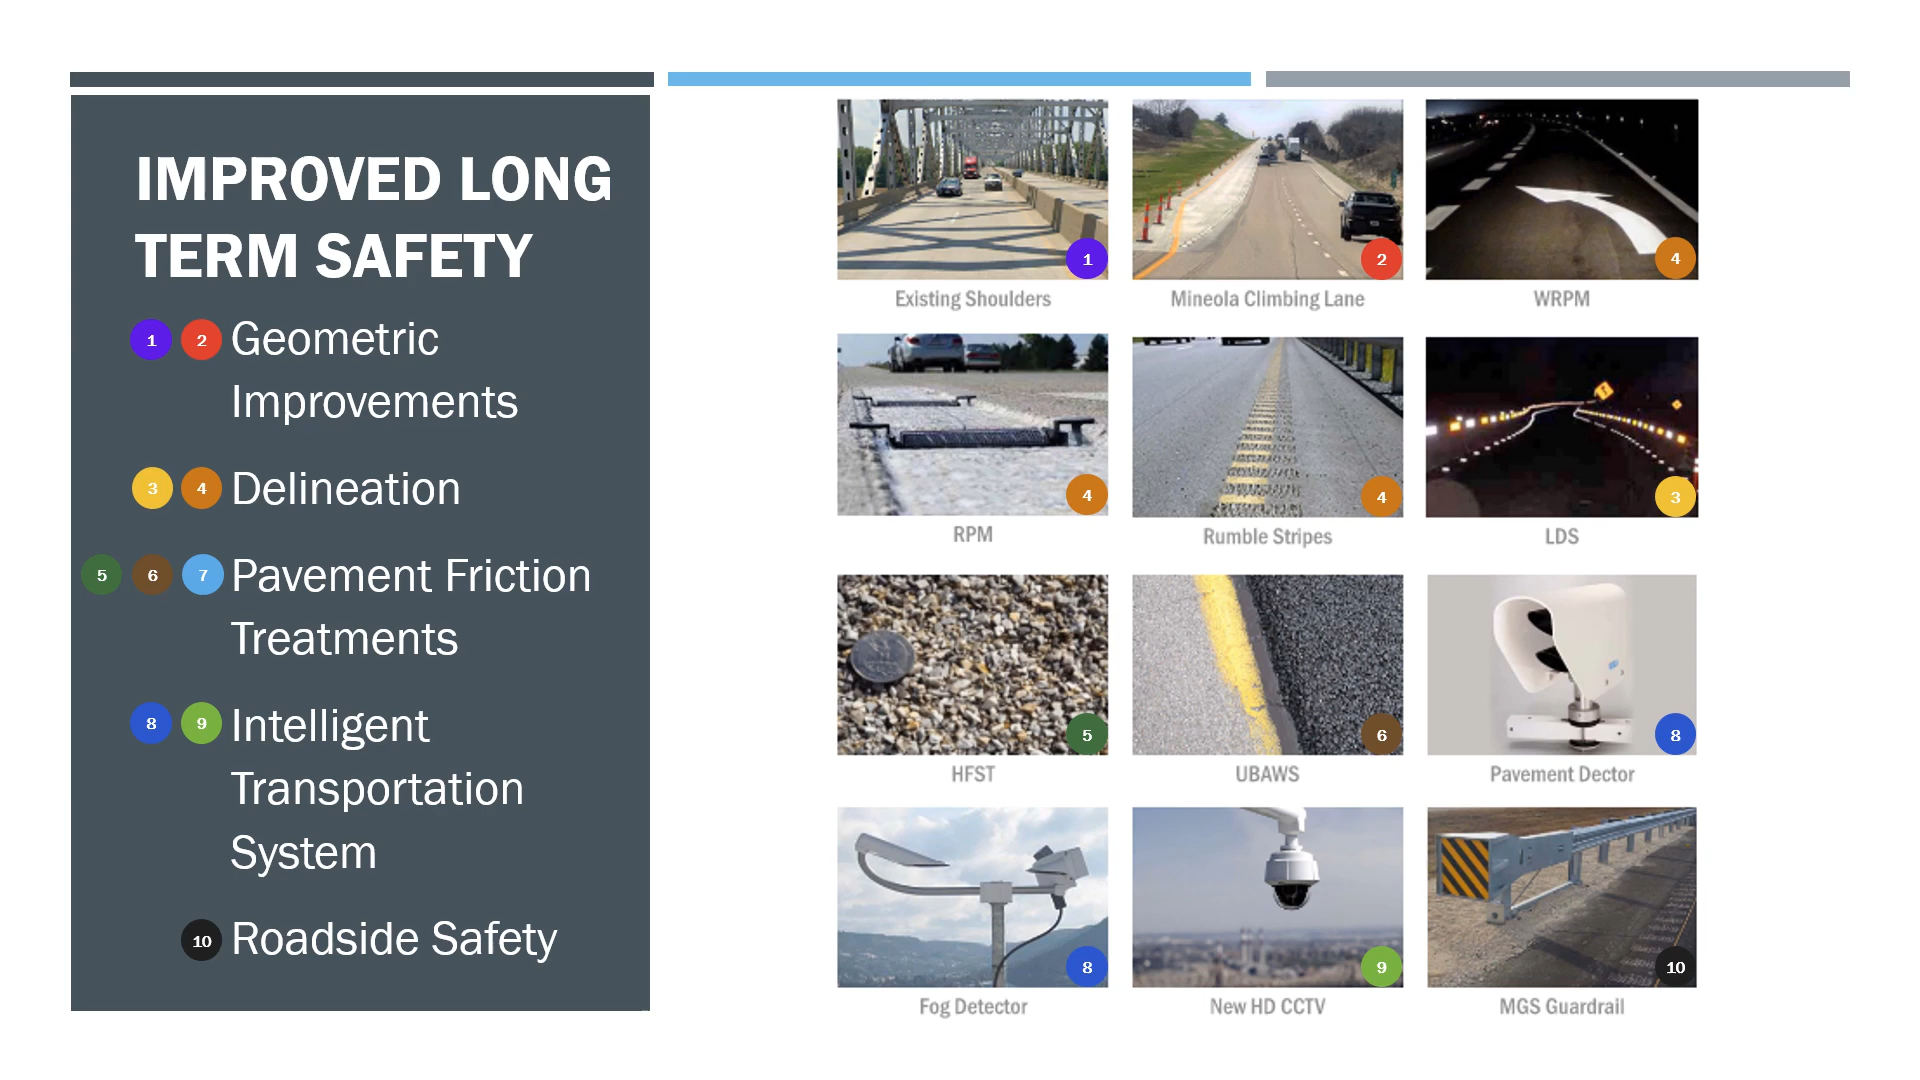 IMPROVED LONG
TERM SAFETY
1 2 Geometric
Improvements
3 4 Delineation
5 6 7 Pavement Friction
Treatments
8 9 Intelligent
Transportation
System
10 Roadside Safety
1
2
4
Existing Shoulders
Mineola Climbing Lane
WRPM
4
4
3
RPM
Rumble Stripes
LDS
5
6
8
HFST
UBAWS
Pavement Dector
8
9
10
Fog Detector
New HD CCTV
MGS Guardrail